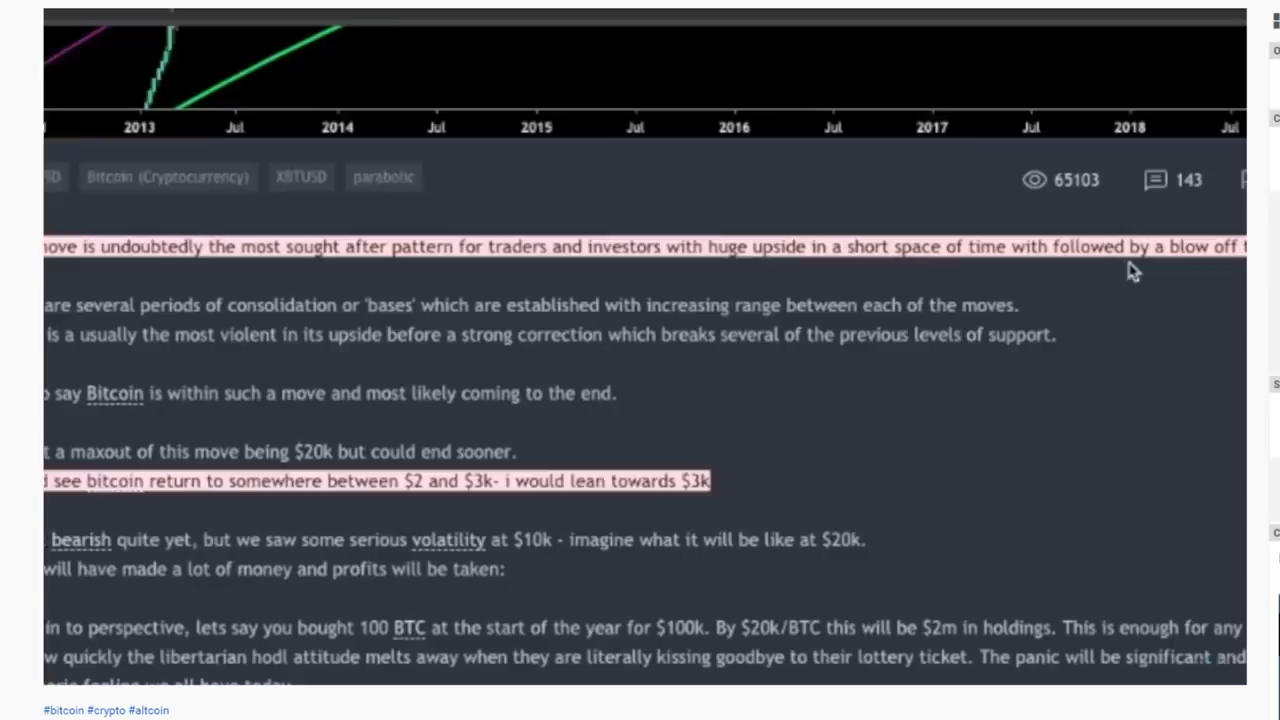 2013 Jul 2014 Jul 2015 Jul 2016 Jul 2017 Jul 2018 Jul
Bitcoin (Cryptocurrency) XBTUSD parabolic 65103 143
is undoubtedly the most sought after pattern for traders and investors with huge upside in a short space of time with followed by a blow off
are several periods of consolidation or 'bases' which are established with increasing range between each of the moves.
is a usually the most violent in its upside before a strong correction which breaks several of the previous levels of support.
say Bitcoin is within such a move and most likely coming to the end.
t a maxout of this move being $20k but could end sooner.
see bitcoin return to somewhere between $2 and $3k- i would lean towards $3k
bearish quite yet, but we saw some serious volatility at $10k - imagine what it will be like at $20k.
will have made a lot of money and profits will be taken:
in to perspective, lets say you bought 100 BTC at the start of the year for $100k. By $20k/BTC this will be $2m in holdings. This is enough for any
w quickly the libertarian hodl attitude melts away when they are literally kissing goodbye to their lottery ticket. The panic will be significant and
#bitcoin #crypto #altcoin